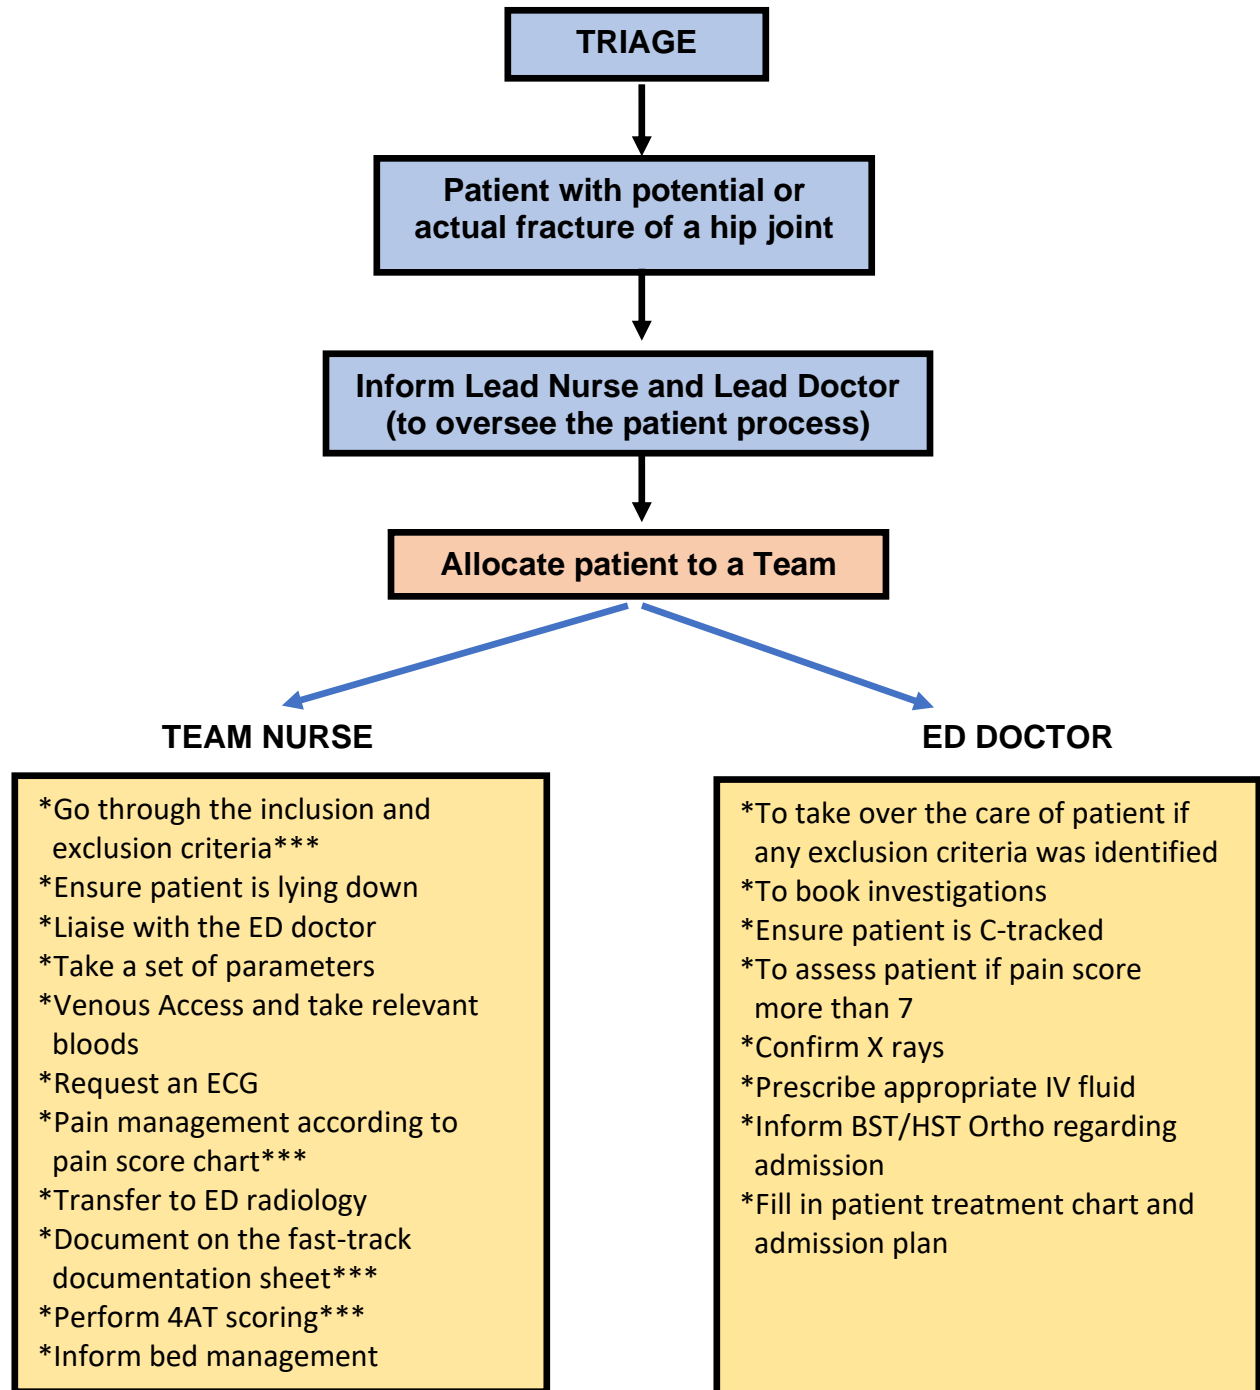 TRIAGE
Patient with potential or
actual fracture of a hip joint
Inform Lead Nurse and Lead Doctor
(to oversee the patient process)
Allocate patient to a Team
TEAM NURSE
*Go through the inclusion and
exclusion criteria***
*Ensure patient is lying down
*Liaise with the ED doctor
*Take a set of parameters
*Venous Access and take relevant
bloods
*Request an ECG
*Pain management according to
pain score chart***
*Transfer to ED radiology
*Document on the fast-track
documentation sheet***
*Perform 4AT scoring***
*Inform bed management
ED DOCTOR
*To take over the care of patient if
any exclusion criteria was identified
*To book investigations
*Ensure patient is C-tracked
*To assess patient if pain score
more than 7
*Confirm X rays
*Prescribe appropriate IV fluid
*Inform BST/HST Ortho regarding
admission
*Fill in patient treatment chart and
admission plan